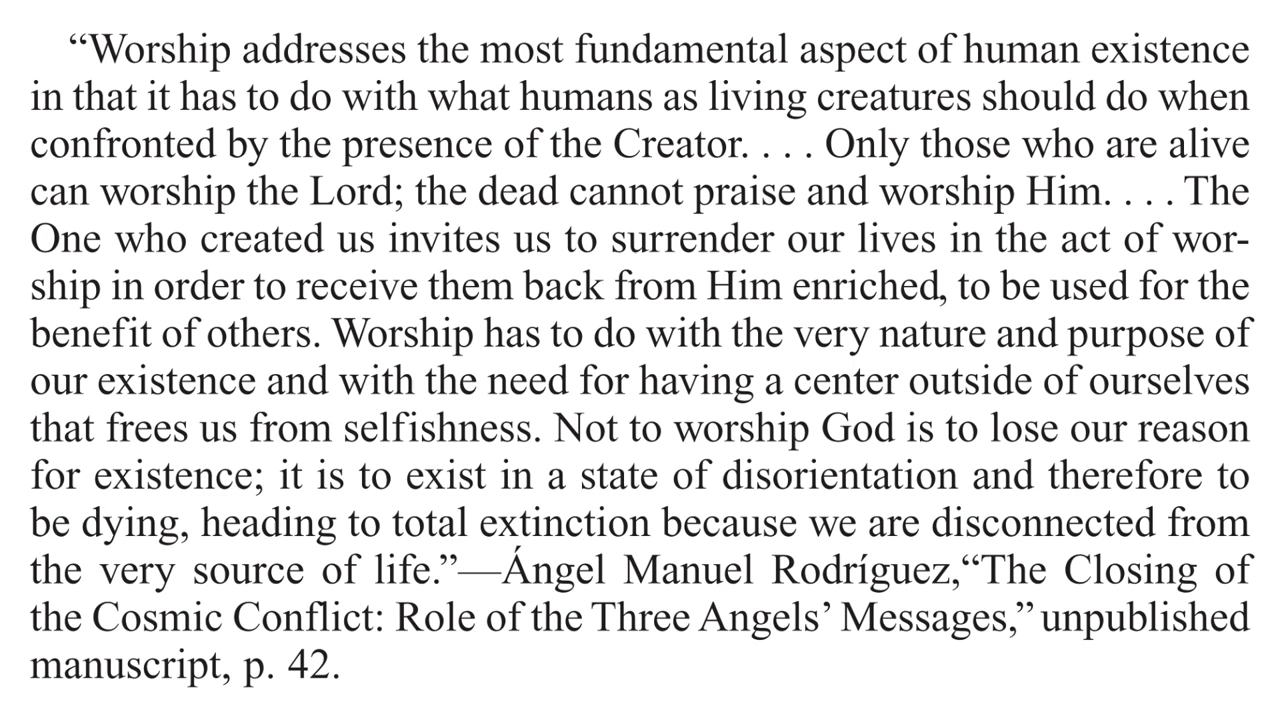 “Worship addresses the most fundamental aspect of human existence
in that it has to do with what humans as living creatures should do when
confronted by the presence of the Creator. . . . Only those who are alive
can worship the Lord; the dead cannot praise and worship Him. . . . The
One who created us invites us to surrender our lives in the act of wor-
ship in order to receive them back from Him enriched, to be used for the
benefit of others. Worship has to do with the very nature and purpose of
our existence and with the need for having a center outside of ourselves
that frees us from selfishness. Not to worship God is to lose our reason
for existence; it is to exist in a state of disorientation and therefore to
be dying, heading to total extinction because we are disconnected from
the very source of life.”—Ángel Manuel Rodríguez,“The Closing of
the Cosmic Conflict: Role of the Three Angels’ Messages,” unpublished
manuscript, p. 42.